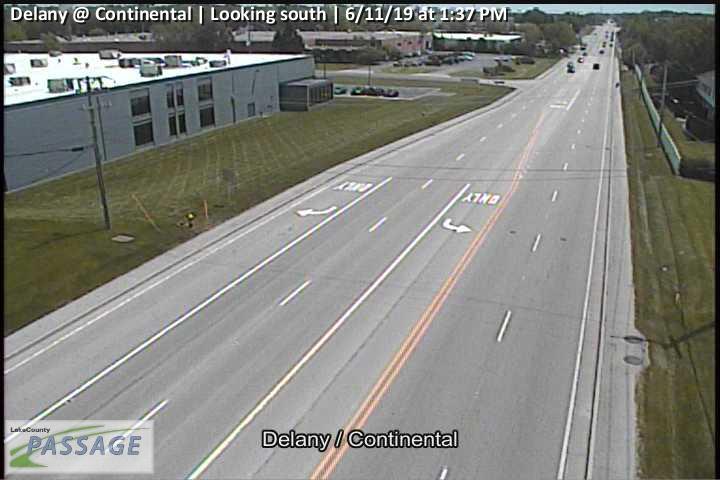 Delany @ Continental | Looking south | 6/11/19 at 1:37 PM
ONLY
ONLY
Delany / Continental
LakeCounty
PASSAGE